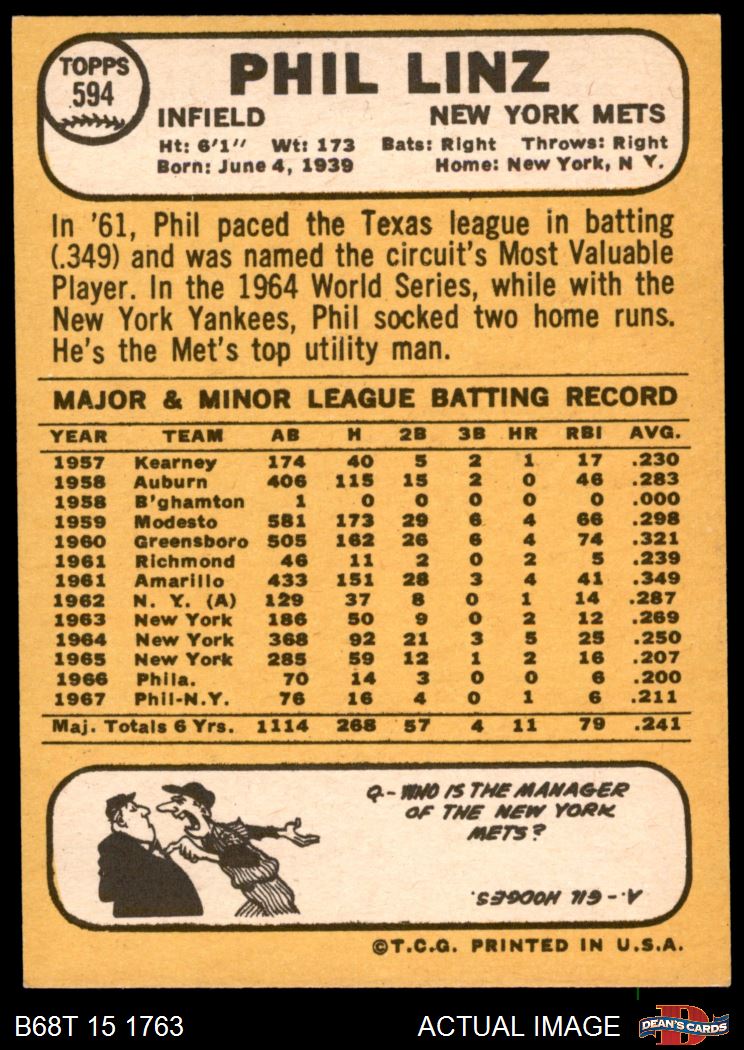 TOPPS
594
PHIL LINZ
INFIELD NEW YORK METS
Ht: 6'1" Wt: 173 Bats: Right Throws: Right
Born: June 4, 1939 Home: New York, N Y.
In '61, Phil paced the Texas league in batting
(.349) and was named the circuit's Most Valuable
Player. In the 1964 World Series, while with the
New York Yankees, Phil socked two home runs.
He's the Met's top utility man.
MAJOR & MINOR LEAGUE BATTING RECORD
YEAR TEAM AB H 2B 3B HR RBI AVG.
1957 Kearney 174 40 5 2 1 17 .230
1958 Auburn 406 115 15 2 0 46 .283
1958 B'ghamton 1 0 0 0 0 0 .000
1959 Modesto 581 173 29 6 4 66 .298
1960 Greensboro 505 162 26 6 4 74 .321
1961 Richmond 46 11 2 0 2 5 .239
1961 Amarillo 433 151 28 3 4 41 .349
1962 N. Y. (A) 129 37 8 0 1 14 .287
1963 New York 186 50 9 0 2 12 .269
1964 New York 368 92 21 3 5 25 .250
1965 New York 285 59 12 1 2 16 .207
1966 Phila. 70 14 3 0 0 6 .200
1967 Phil-N.Y. 76 16 4 0 1 6 .211
Maj. Totals 6 Yrs. 1114 268 57 4 11 79 .241
Q-WHO IS THE MANAGER
OF THE NEW YORK
METS?
A.-GIL HODGES.
©T.C.G. PRINTED IN U.S.A.
B68T 15 1763 ACTUAL IMAGE
D
DEAN'S CARDS